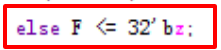 else F <= 32'bz;